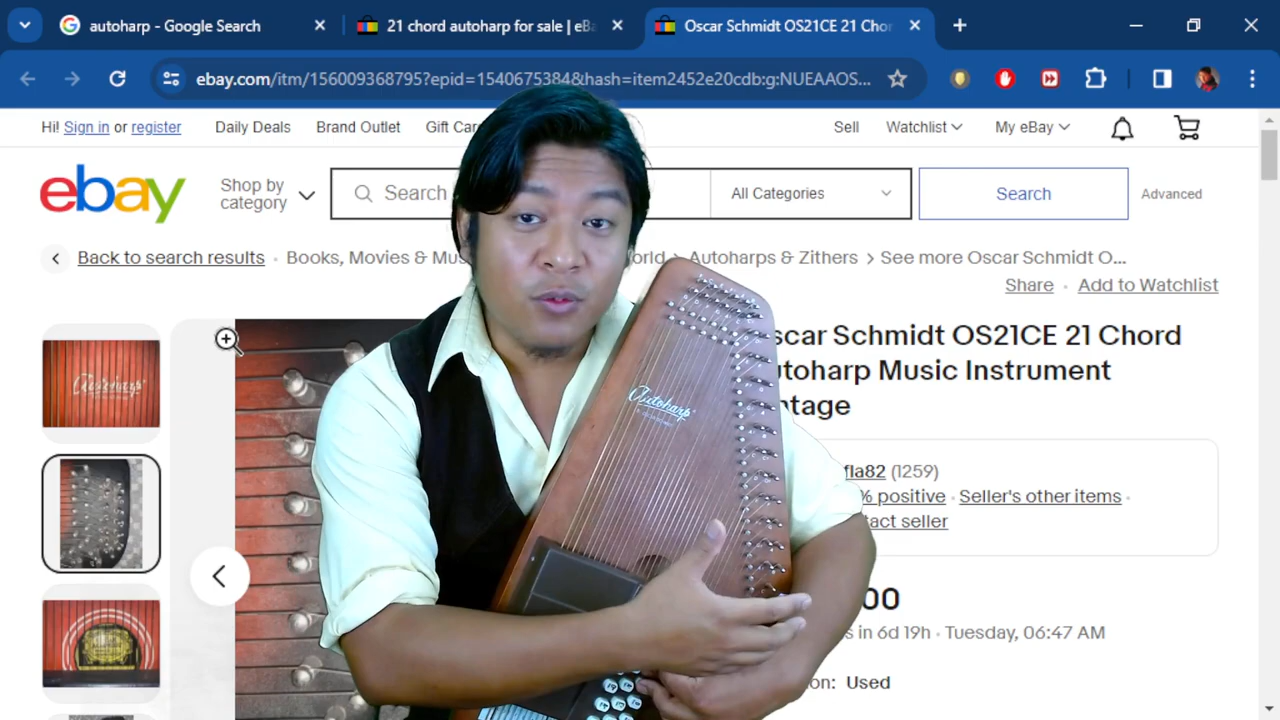 autoharp - Google Search
21 chord autoharp for sale | eBa
Oscar Schmidt OS21CE 21 Chor
ebay.com/itm/156009368795?epid=1540675384&hash=item2452e20cdb:g:NUEAAOS...
Hi! Sign in or register Daily Deals Brand Outlet Gift Car Sell Watchlist My eBay
ebay
Shop by
category
Search
All Categories
Search
Advanced
Back to search results Books, Movies & Mus orld Autoharps & Zithers See more Oscar Schmidt O...
Share Add to Watchlist
scar Schmidt OS21CE 21 Chord
utoharp Music Instrument
ntage
Autoharp
Autoharp
fla82 (1259)
% positive Seller's other items
tact seller
00
s in 6d 19h Tuesday, 06:47 AM
on: Used